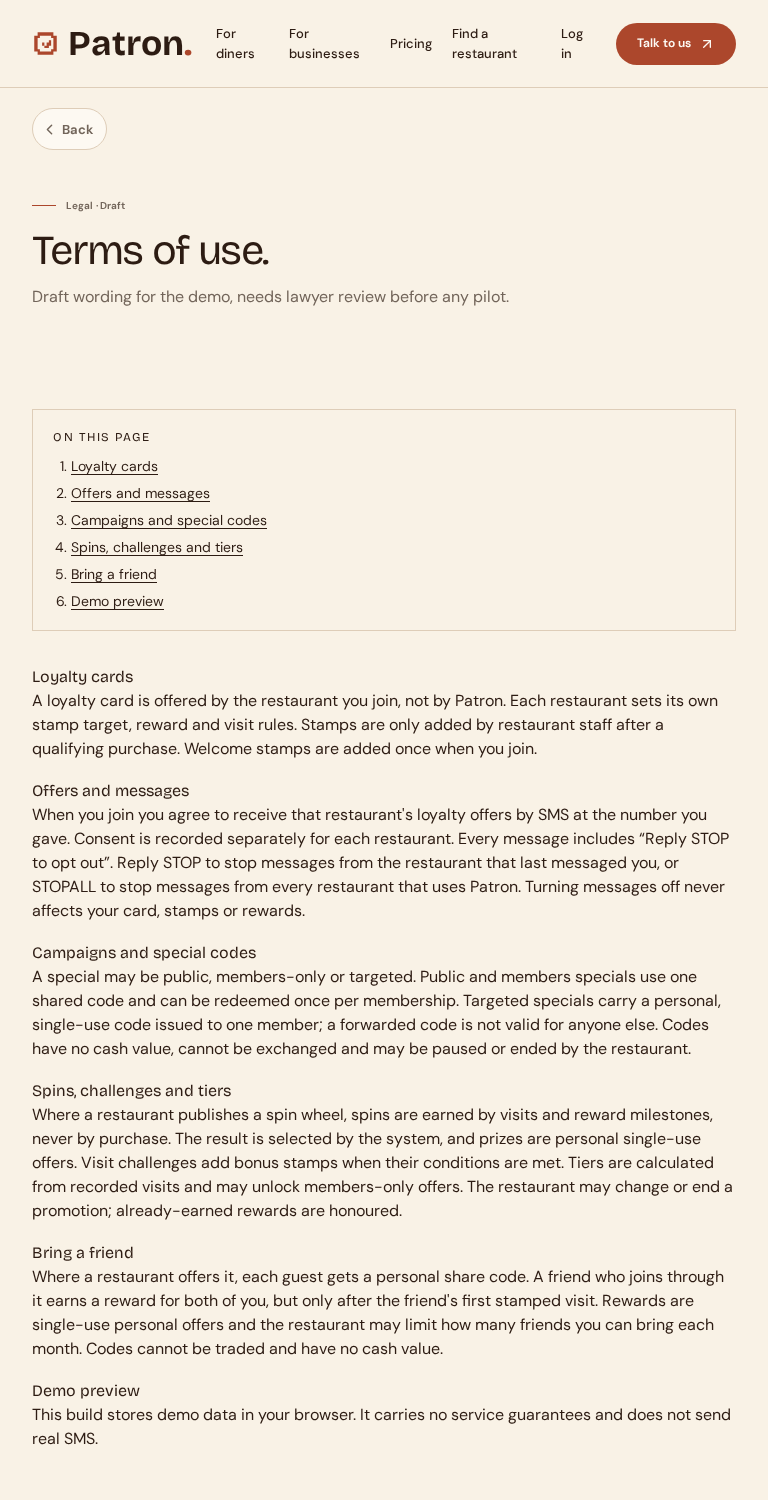 Patron.
For diners
For businesses
Pricing
Find a restaurant
Log in
Talk to us
Back
Legal · Draft
Terms of use.
Draft wording for the demo, needs lawyer review before any pilot.
ON THIS PAGE
1. Loyalty cards
2. Offers and messages
3. Campaigns and special codes
4. Spins, challenges and tiers
5. Bring a friend
6. Demo preview
Loyalty cards
A loyalty card is offered by the restaurant you join, not by Patron. Each restaurant sets its own
stamp target, reward and visit rules. Stamps are only added by restaurant staff after a
qualifying purchase. Welcome stamps are added once when you join.
Offers and messages
When you join you agree to receive that restaurant's loyalty offers by SMS at the number you
gave. Consent is recorded separately for each restaurant. Every message includes “Reply STOP
to opt out”. Reply STOP to stop messages from the restaurant that last messaged you, or
STOPALL to stop messages from every restaurant that uses Patron. Turning messages off never
affects your card, stamps or rewards.
Campaigns and special codes
A special may be public, members-only or targeted. Public and members specials use one
shared code and can be redeemed once per membership. Targeted specials carry a personal,
single-use code issued to one member; a forwarded code is not valid for anyone else. Codes
have no cash value, cannot be exchanged and may be paused or ended by the restaurant.
Spins, challenges and tiers
Where a restaurant publishes a spin wheel, spins are earned by visits and reward milestones,
never by purchase. The result is selected by the system, and prizes are personal single-use
offers. Visit challenges add bonus stamps when their conditions are met. Tiers are calculated
from recorded visits and may unlock members-only offers. The restaurant may change or end a
promotion; already-earned rewards are honoured.
Bring a friend
Where a restaurant offers it, each guest gets a personal share code. A friend who joins through
it earns a reward for both of you, but only after the friend's first stamped visit. Rewards are
single-use personal offers and the restaurant may limit how many friends you can bring each
month. Codes cannot be traded and have no cash value.
Demo preview
This build stores demo data in your browser. It carries no service guarantees and does not send
real SMS.